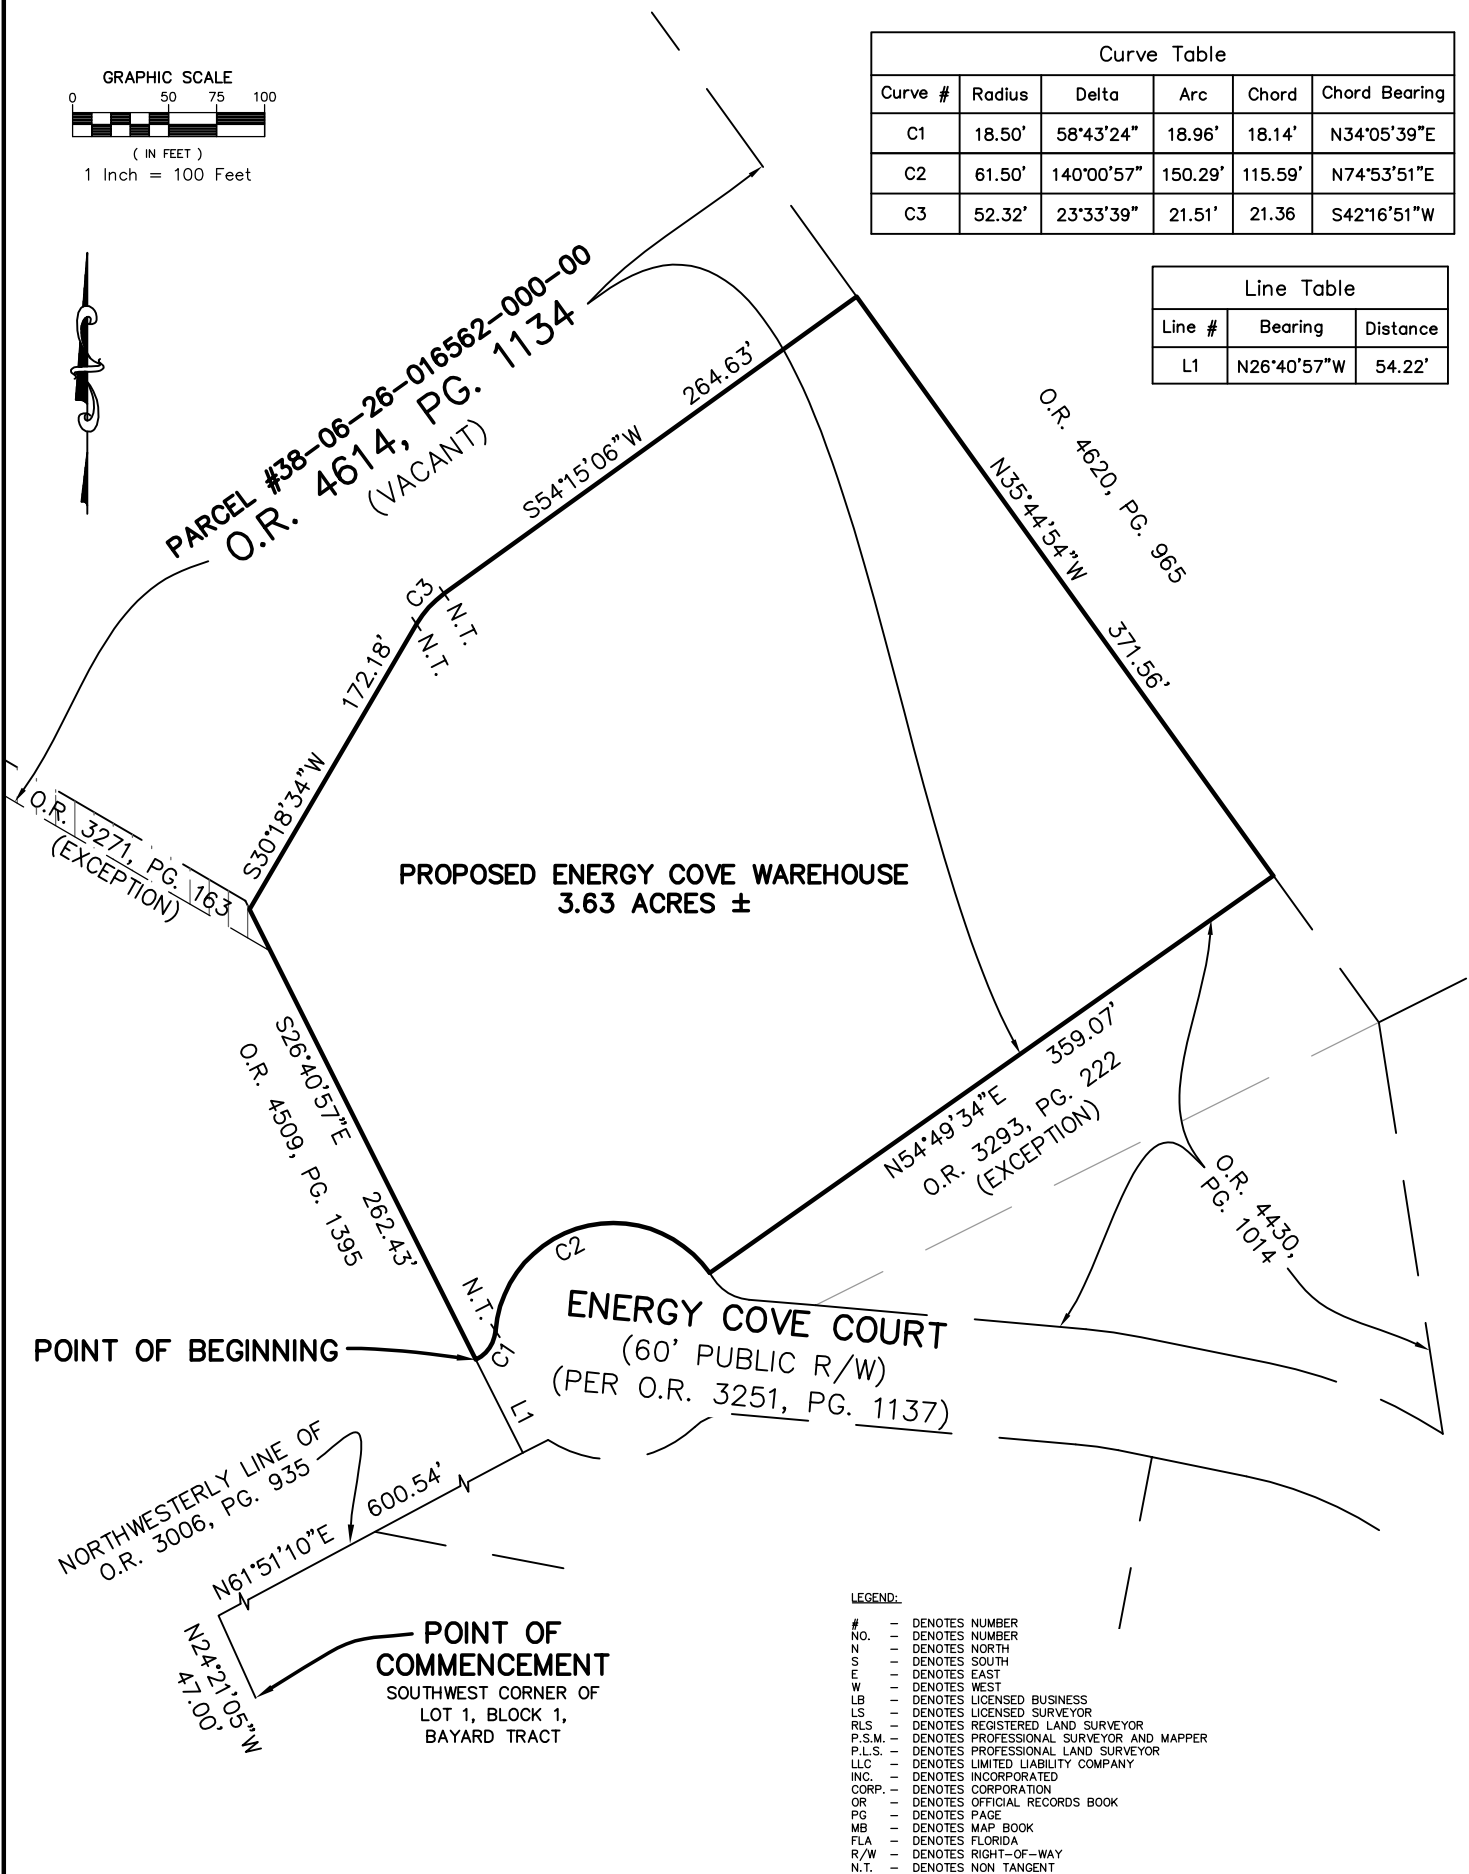 GRAPHIC SCALE
0 50 75 100
( IN FEET )
1 Inch = 100 Feet
Curve Table
Curve # Radius Delta Arc Chord Chord Bearing
C1 18.50' 58°43'24" 18.96' 18.14' N34°05'39"E
C2 61.50' 140°00'57" 150.29' 115.59' N74°53'51"E
C3 52.32' 23°33'39" 21.51' 21.36 S42°16'51"W
Line Table
Line # Bearing Distance
L1 N26°40'57"W 54.22'
PARCEL #38-06-26-016562-000-00
O.R. 4614, PG. 1134
(VACANT)
S54°15'06"W 264.63'
O.R. 4620, PG. 965
N35°44'54"W 371.56'
C3
N.T.
N.T.
S30°18'34"W 172.18'
O.R. 3271, PG. 163
(EXCEPTION)
PROPOSED ENERGY COVE WAREHOUSE
3.63 ACRES ±
S26°40'57"E 262.43'
O.R. 4509, PG. 1395
N54°49'34"E 359.07'
O.R. 3293, PG. 222
(EXCEPTION)
O.R. 4430,
PG. 1014
C2
N.T.
C1
POINT OF BEGINNING
ENERGY COVE COURT
(60' PUBLIC R/W)
(PER O.R. 3251, PG. 1137)
L1
NORTHWESTERLY LINE OF
O.R. 3006, PG. 935
N61°51'10"E 600.54'
N24°21'05"W
47.00'
POINT OF
COMMENCEMENT
SOUTHWEST CORNER OF
LOT 1, BLOCK 1,
BAYARD TRACT
LEGEND:
# - DENOTES NUMBER
NO. - DENOTES NUMBER
N - DENOTES NORTH
S - DENOTES SOUTH
E - DENOTES EAST
W - DENOTES WEST
LB - DENOTES LICENSED BUSINESS
LS - DENOTES LICENSED SURVEYOR
RLS - DENOTES REGISTERED LAND SURVEYOR
P.S.M. - DENOTES PROFESSIONAL SURVEYOR AND MAPPER
P.L.S. - DENOTES PROFESSIONAL LAND SURVEYOR
LLC - DENOTES LIMITED LIABILITY COMPANY
INC. - DENOTES INCORPORATED
CORP. - DENOTES CORPORATION
OR - DENOTES OFFICIAL RECORDS BOOK
PG - DENOTES PAGE
MB - DENOTES MAP BOOK
FLA - DENOTES FLORIDA
R/W - DENOTES RIGHT-OF-WAY
N.T. - DENOTES NON TANGENT